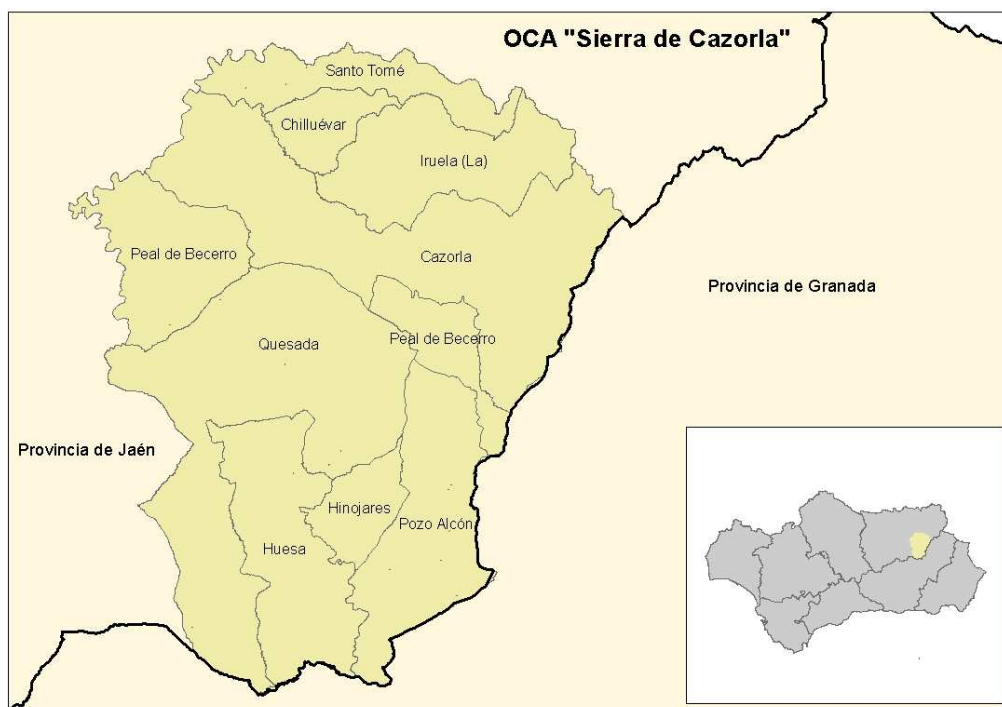 OCA "Sierra de Cazorla"
Santo Tomé
Chilluévar
Iruela (La)
Peal de Becerro
Cazorla
Provincia de Granada
Quesada
Peal de Becerro
Provincia de Jaén
Hinojares
Pozo Alcón
Huesa